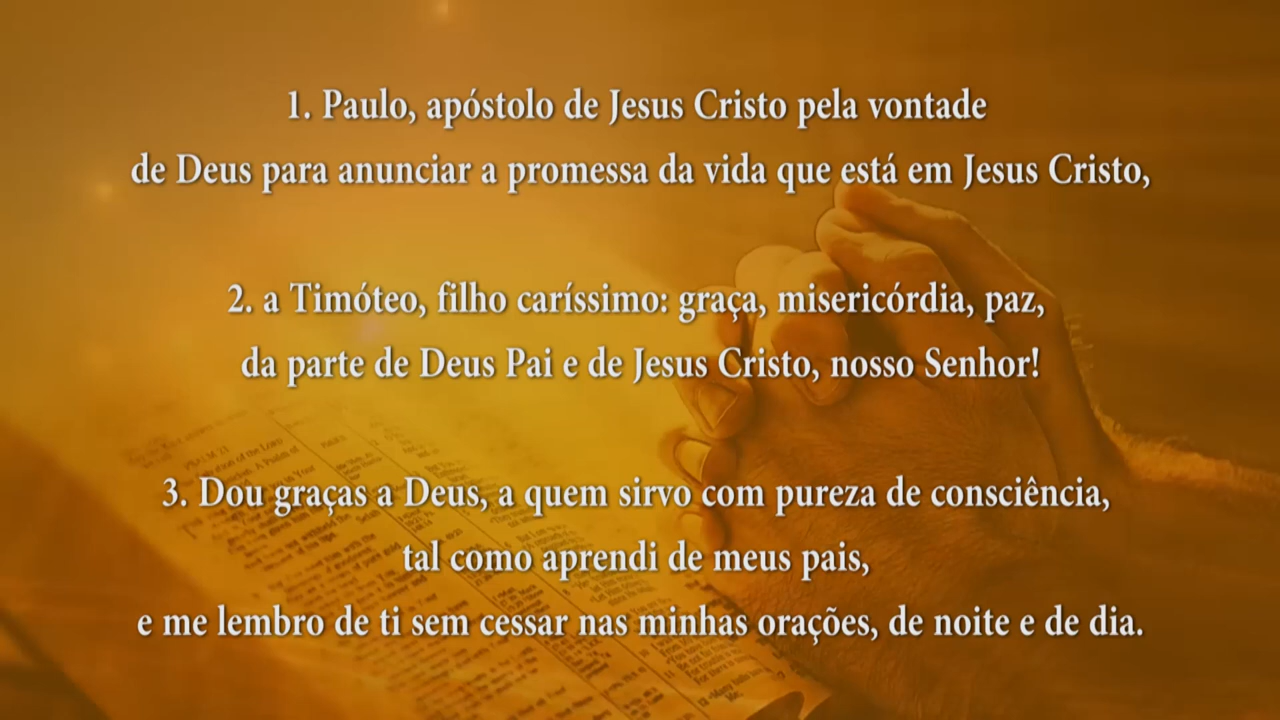 1. Paulo, apóstolo de Jesus Cristo pela vontade
de Deus para anunciar a promessa da vida que está em Jesus Cristo,
2. a Timóteo, filho caríssimo: graça, misericórdia, paz,
da parte de Deus Pai e de Jesus Cristo, nosso Senhor!
3. Dou graças a Deus, a quem sirvo com pureza de consciência,
tal como aprendi de meus pais,
e me lembro de ti sem cessar nas minhas orações, de noite e de dia.